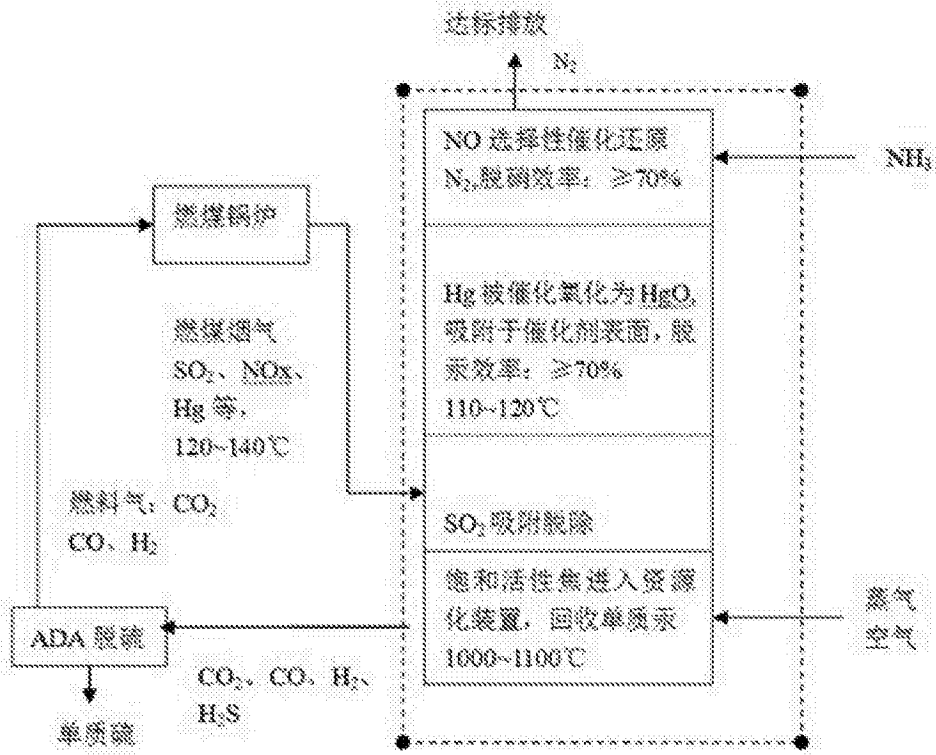 达标排放
N₂
NO 选择性催化还原
N₂,脱硝效率：≥70%
NH₃
燃煤锅炉
Hg 被催化氧化为 HgO,
吸附于催化剂表面，脱
汞效率：≥70%
110~120℃
燃煤烟气
SO₂、NOx、
Hg 等，
120~140℃
燃料气：CO₂
CO、H₂
SO₂吸附脱除
饱和活性焦进入资源
化装置，回收单质汞
1000~1100℃
蒸气
空气
ADA 脱硫
CO₂、CO、H₂、
H₂S
单质硫